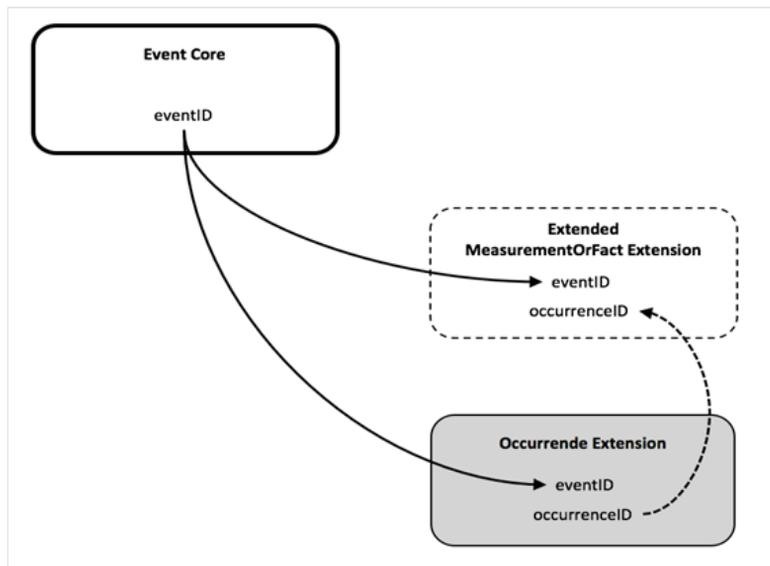 Event Core
eventID
Extended
MeasurementOrFact Extension
eventID
occurrenceID
Occurrende Extension
eventID
occurrenceID